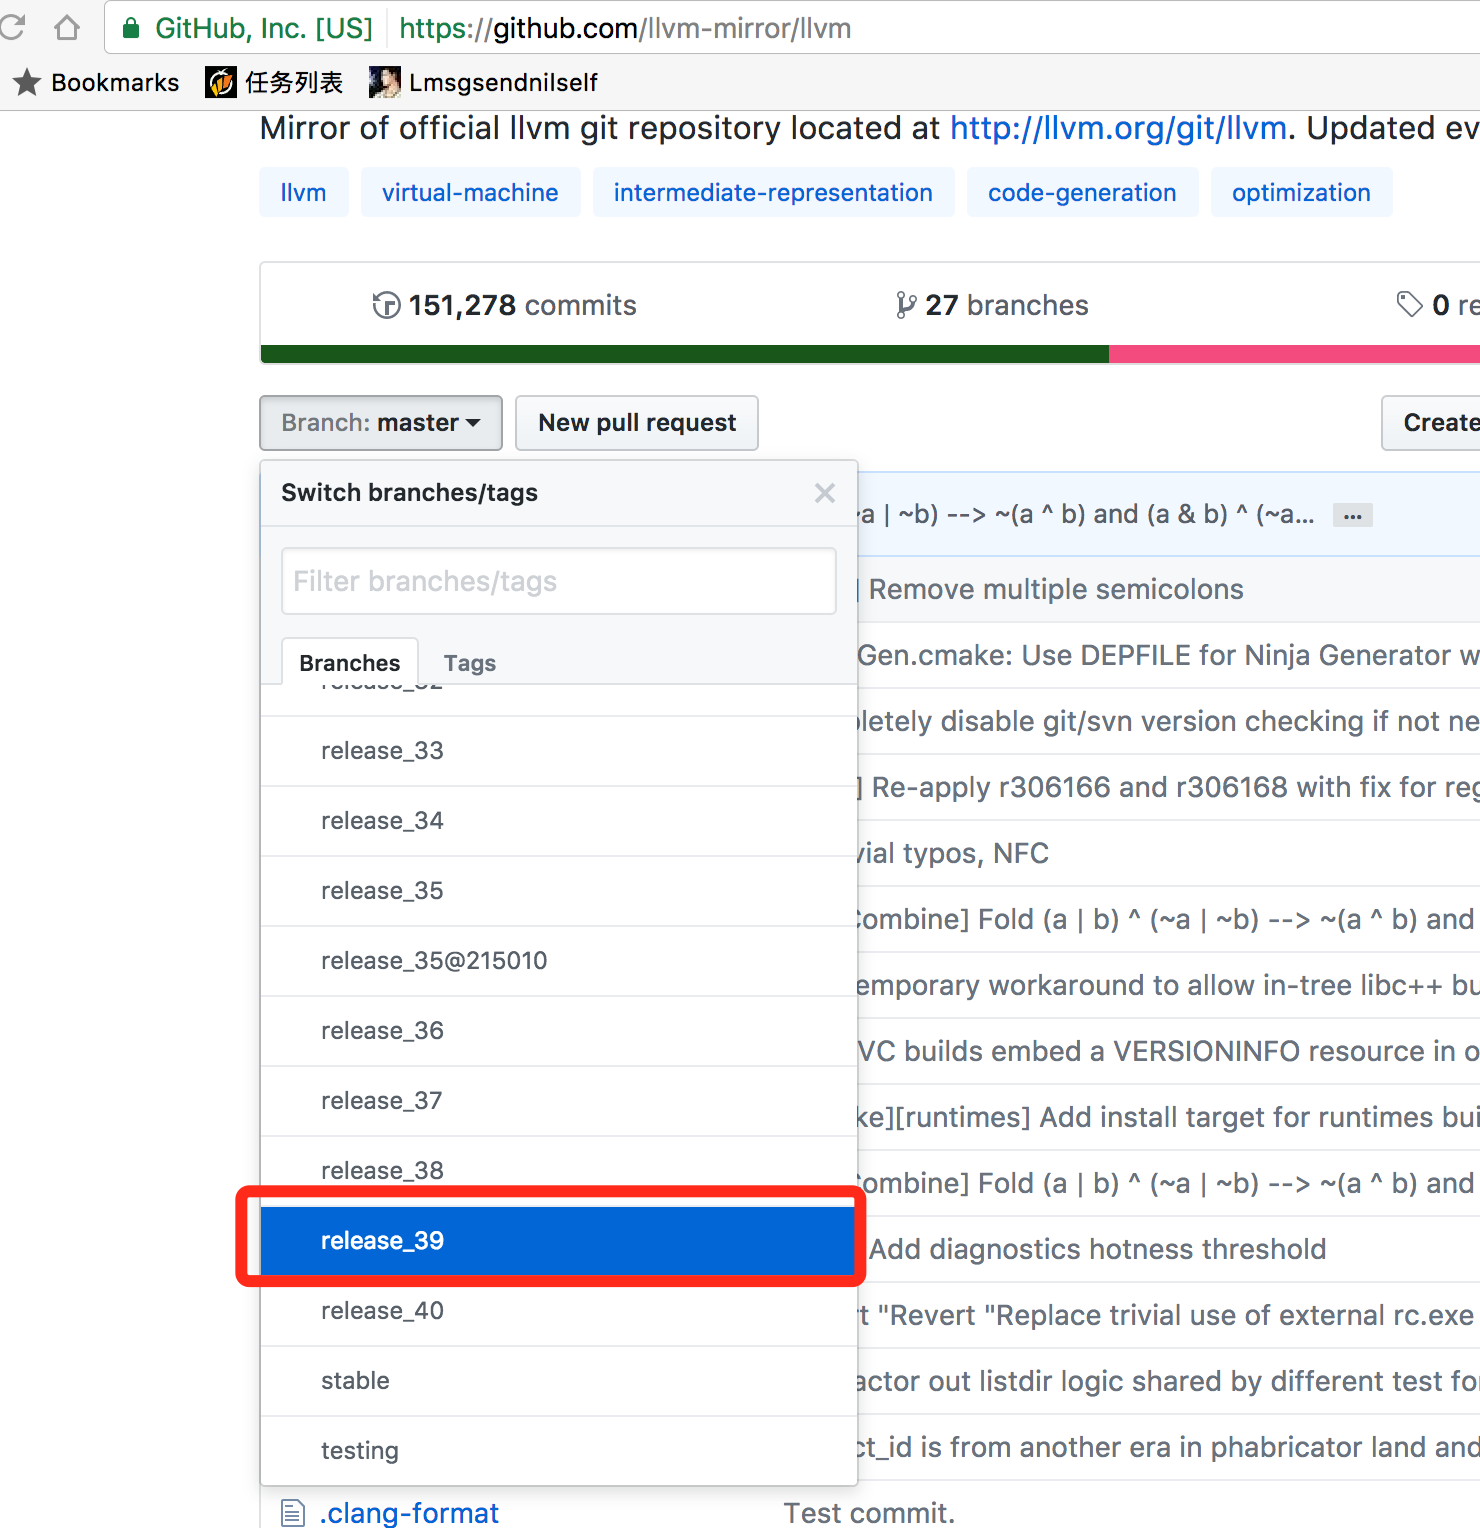 GitHub, Inc. [US] https://github.com/llvm-mirror/llvm
Bookmarks 任务列表 Lmsgsendnilself
Mirror of official llvm git repository located at http://llvm.org/git/llvm. Updated ev
llvm virtual-machine intermediate-representation code-generation optimization
151,278 commits 27 branches 0 re
Branch: master New pull request Create
Switch branches/tags
~a | ~b) --> ~(a ^ b) and (a & b) ^ (~a... ...
Filter branches/tags
] Remove multiple semicolons
Branches Tags
Gen.cmake: Use DEPFILE for Ninja Generator w
release_32
pletely disable git/svn version checking if not ne
release_33
] Re-apply r306166 and r306168 with fix for reg
release_34
vial typos, NFC
release_35
Combine] Fold (a | b) ^ (~a | ~b) --> ~(a ^ b) and
release_35@215010
emporary workaround to allow in-tree libc++ bu
release_36
VC builds embed a VERSIONINFO resource in o
release_37
ke][runtimes] Add install target for runtimes bui
release_38
Combine] Fold (a | b) ^ (~a | ~b) --> ~(a ^ b) and
release_39
Add diagnostics hotness threshold
release_40
rt "Revert "Replace trivial use of external rc.exe
stable
actor out listdir logic shared by different test for
testing
ct_id is from another era in phabricator land and
.clang-format Test commit.